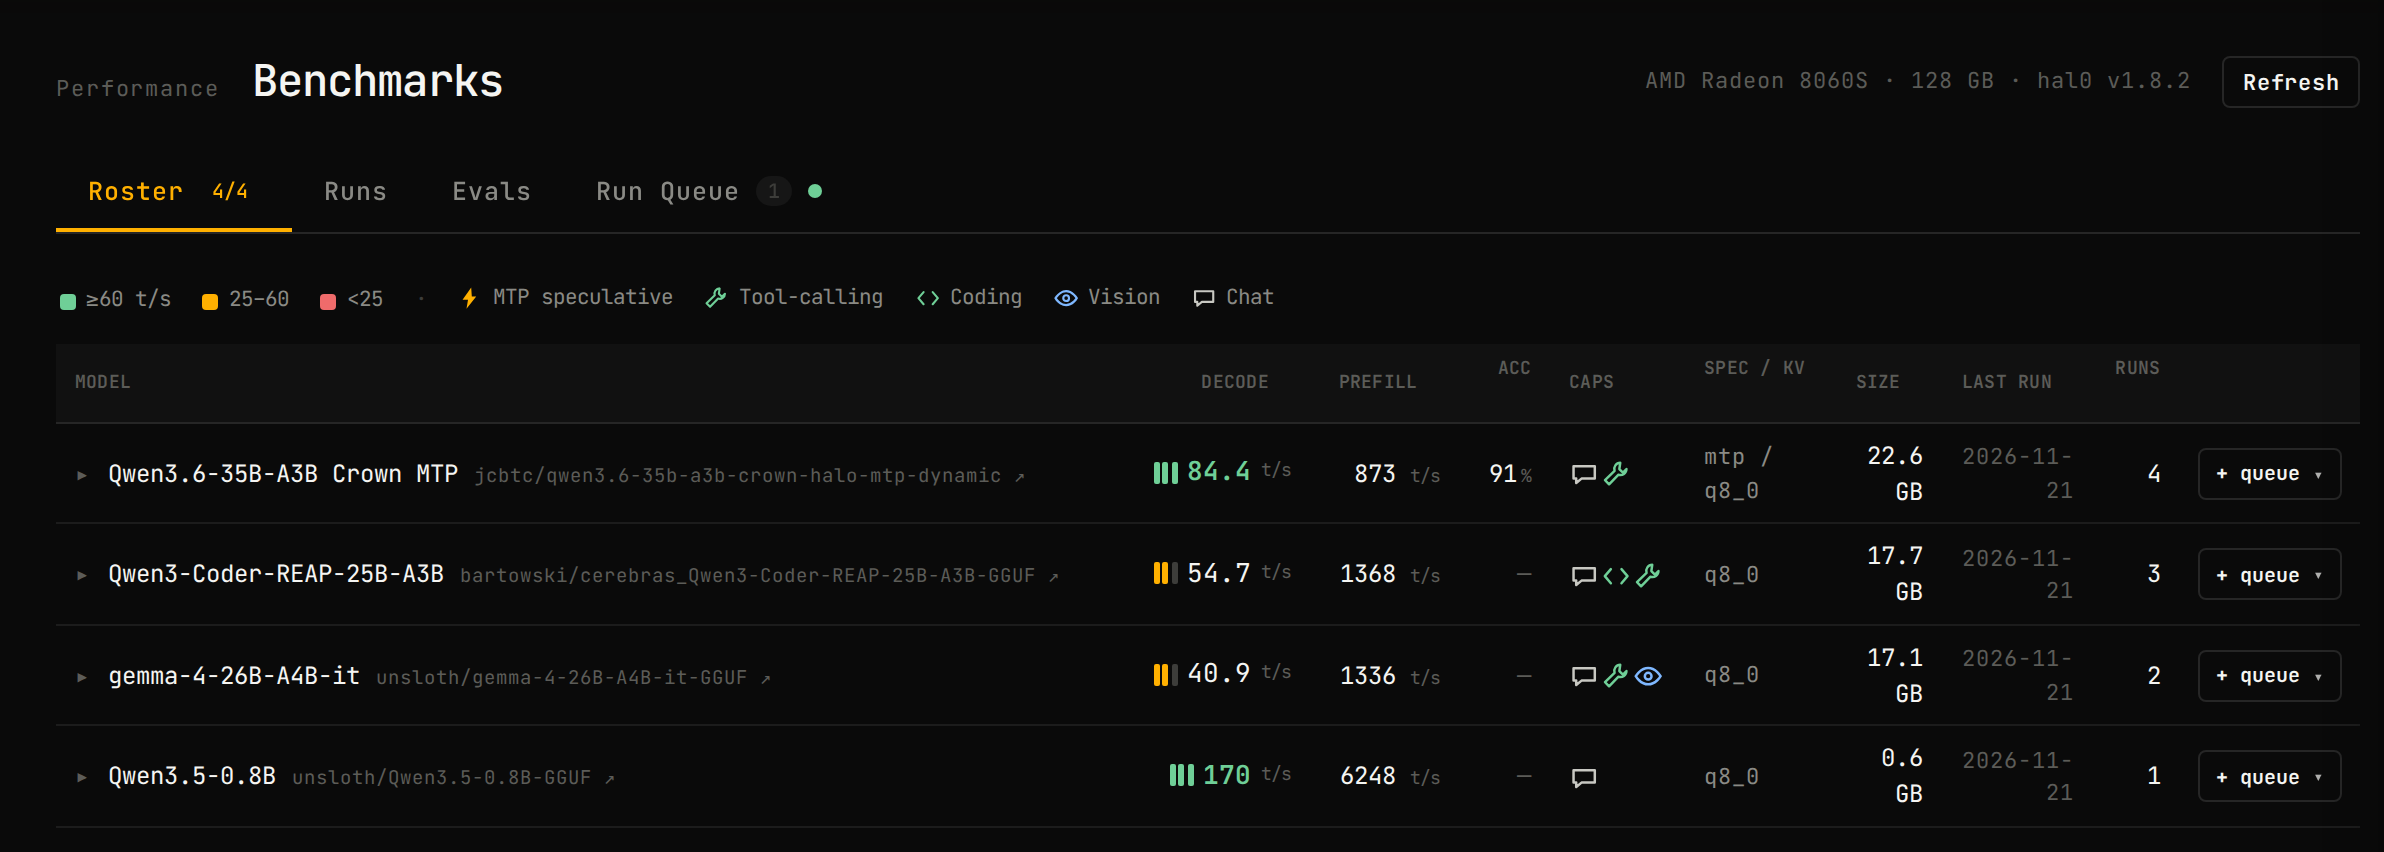 Performance Benchmarks AMD Radeon 8060S · 128 GB · hal0 v1.8.2 Refresh
Roster 4/4 Runs Evals Run Queue 1
≥60 t/s 25–60 <25 · MTP speculative Tool-calling Coding Vision Chat
MODEL DECODE PREFILL ACC CAPS SPEC / KV SIZE LAST RUN RUNS
▸ Qwen3.6-35B-A3B Crown MTP jcbtc/qwen3.6-35b-a3b-crown-halo-mtp-dynamic ↗ 84.4 t/s 873 t/s 91% mtp / 22.6 2026-11- 4 + queue ▾
q8_0 GB 21
▸ Qwen3-Coder-REAP-25B-A3B bartowski/cerebras_Qwen3-Coder-REAP-25B-A3B-GGUF ↗ 54.7 t/s 1368 t/s — q8_0 17.7 2026-11- 3 + queue ▾
GB 21
▸ gemma-4-26B-A4B-it unsloth/gemma-4-26B-A4B-it-GGUF ↗ 40.9 t/s 1336 t/s — q8_0 17.1 2026-11- 2 + queue ▾
GB 21
▸ Qwen3.5-0.8B unsloth/Qwen3.5-0.8B-GGUF ↗ 170 t/s 6248 t/s — q8_0 0.6 2026-11- 1 + queue ▾
GB 21